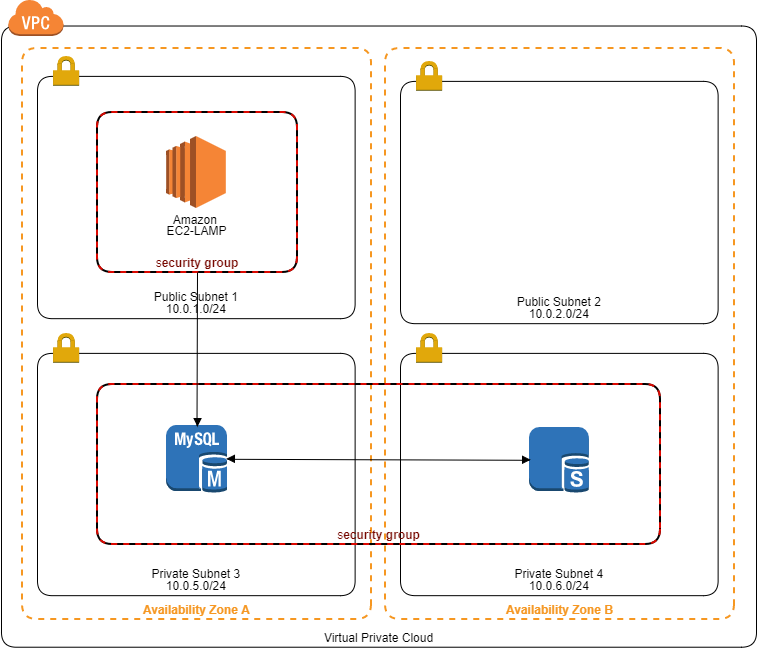 VPC
Amazon
EC2-LAMP
security group
Public Subnet 1
10.0.1.0/24
Public Subnet 2
10.0.2.0/24
MySQL
M
S
security group
Private Subnet 3
10.0.5.0/24
Private Subnet 4
10.0.6.0/24
Availability Zone A
Availability Zone B
Virtual Private Cloud